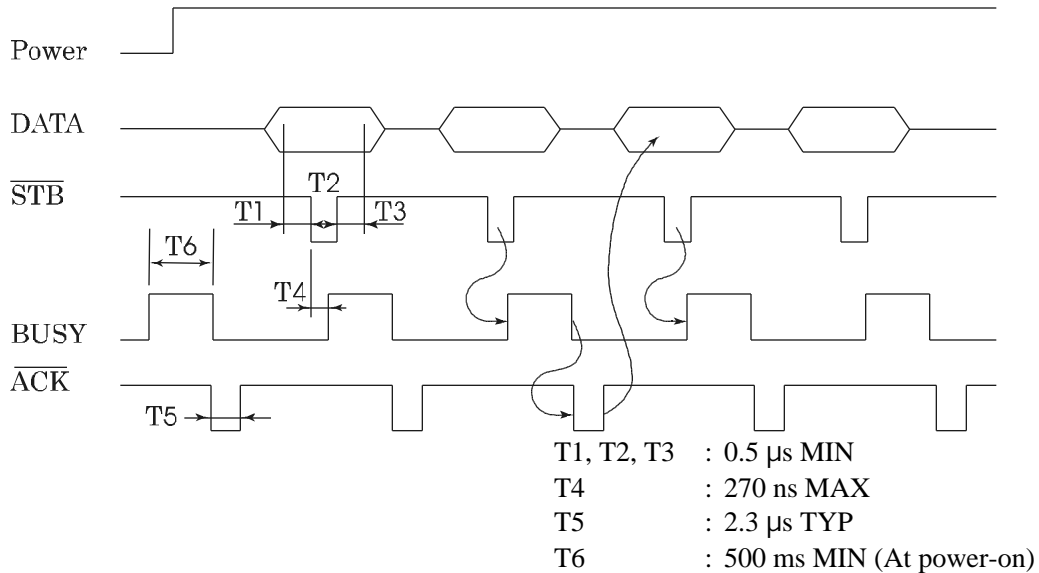 Power
DATA
STB
T2
T1
T3
T6
T4
BUSY
ACK
T5
T1, T2, T3 : 0.5 µs MIN
T4 : 270 ns MAX
T5 : 2.3 µs TYP
T6 : 500 ms MIN (At power-on)